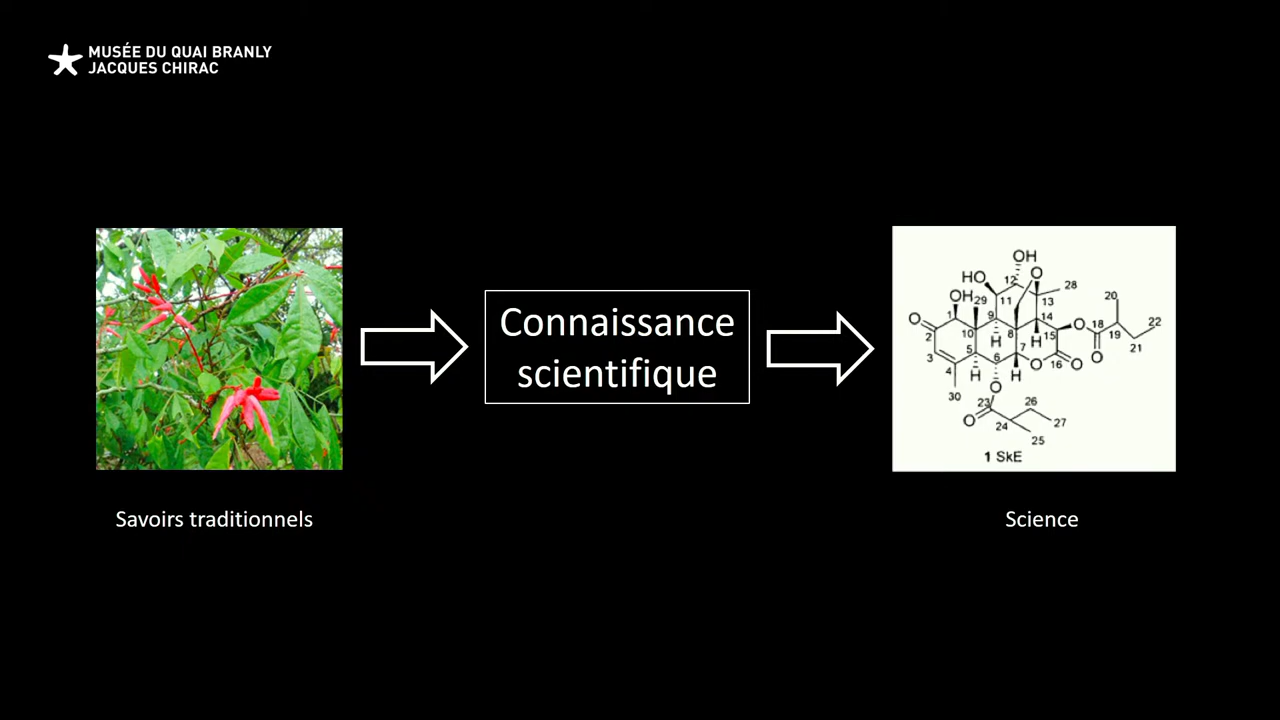 MUSÉE DU QUAI BRANLY
JACQUES CHIRAC
Connaissance
scientifique
OH
HO
12
O
28
OH
29
11
13
20
O
1
9
14
O
18
22
2
10
H
8
H
15
19
3
5
6
7
O
16
O
O
21
4
H
H
30
O
23
26
O
24
27
25
1 SkE
Savoirs traditionnels
Science